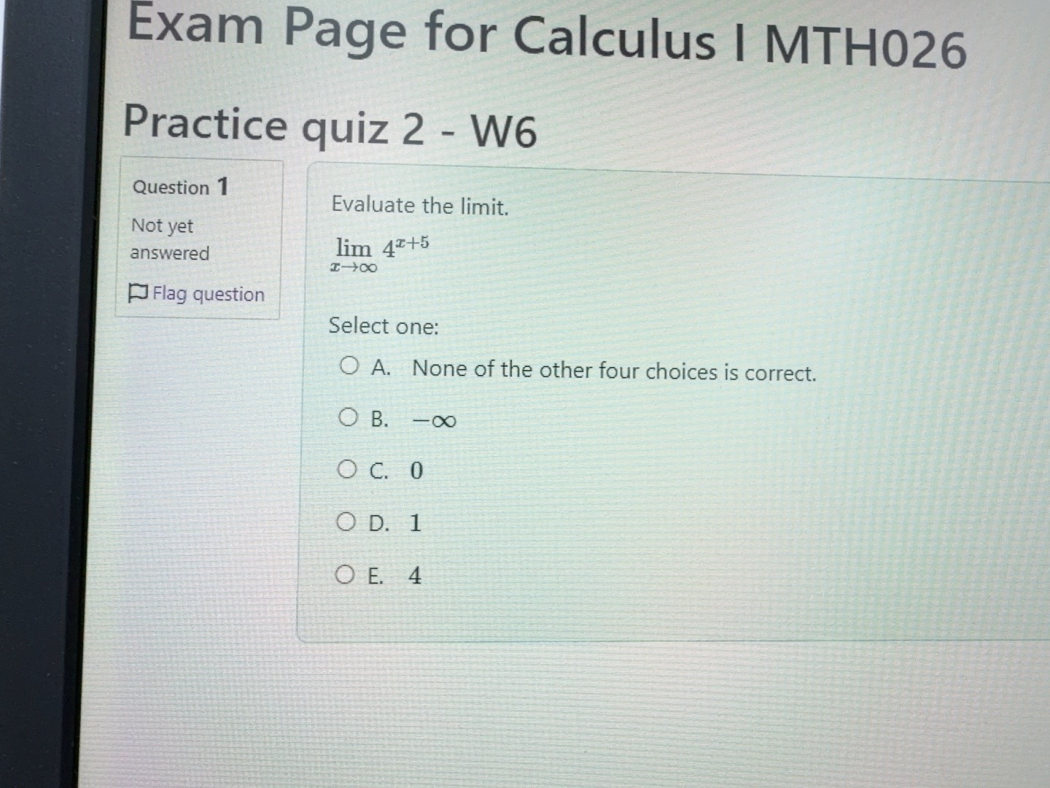 Exam Page for Calculus I MTH026
Practice quiz 2 - W6
Question 1
Not yet
answered
Flag question
Evaluate the limit.
lim 4^{x+5}
x→∞
Select one:
A. None of the other four choices is correct.
B. −∞
C. 0
D. 1
E. 4